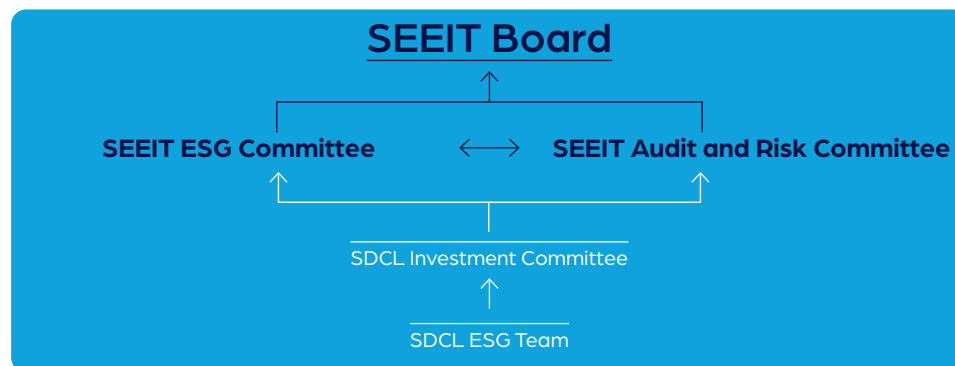 SEEIT Board
SEEIT ESG Committee
SEEIT Audit and Risk Committee
SDCL Investment Committee
SDCL ESG Team